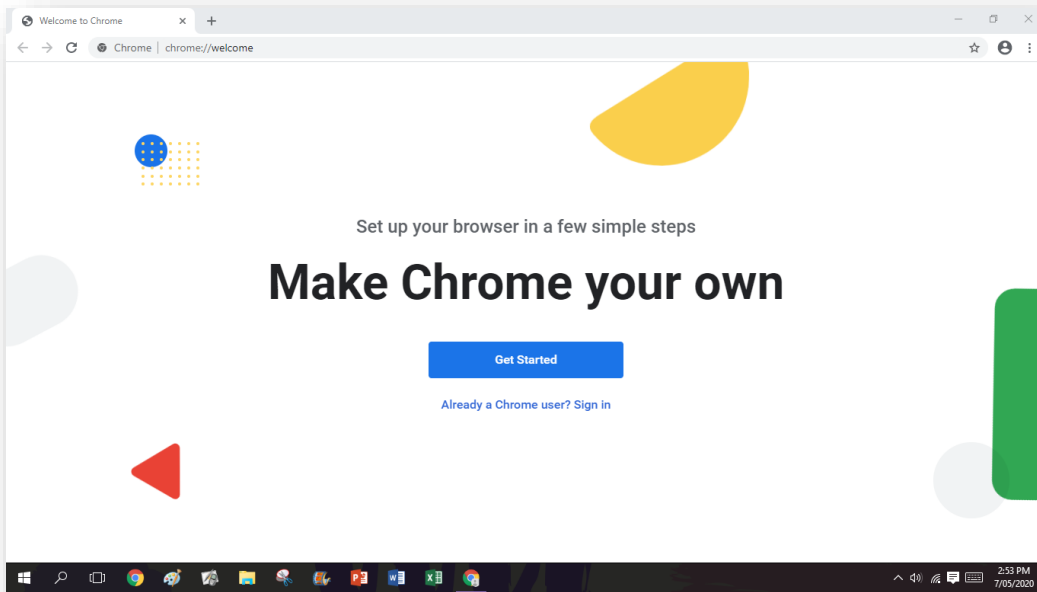 Welcome to Chrome
Chrome | chrome://welcome
Set up your browser in a few simple steps
Make Chrome your own
Get Started
Already a Chrome user? Sign in
2:53 PM
7/05/2020